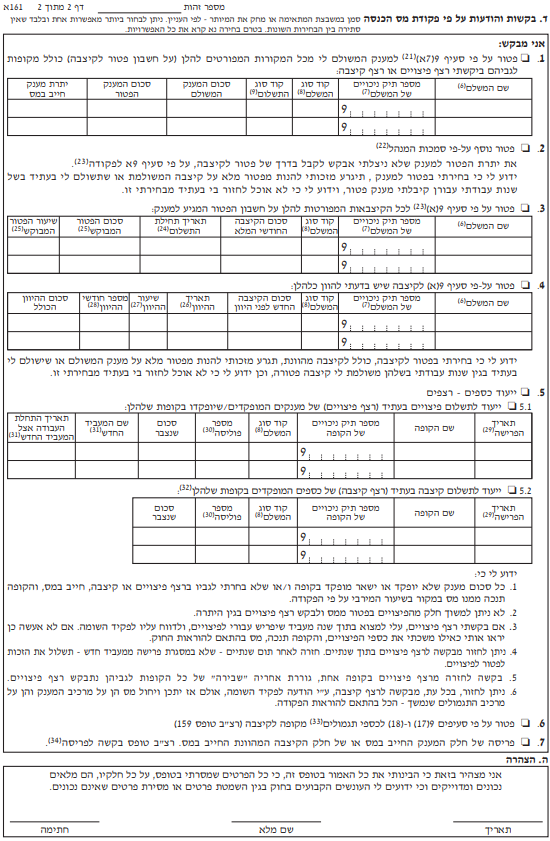 מספר זהות דף 2 מתוך 2 161א
ד. בקשות והודעות על פי פקודת מס הכנסה סמן במשבצת המתאימה או מחק את המיותר - לפי העניין. ניתן לבחור ביותר מאפשרות אחת ובלבד שאין
סתירה בין הבחירות השונות. בטרם בחירה נא קרא את כל האפשרויות.
אני מבקש:
1. פטור על פי סעיף 9(7א)(21) למענק המשולם לי מכל המקורות המפורטים להלן (על חשבון פטור לקיצבה) כולל מקופות
לגביהם ביקשתי רצף פיצויים או רצף קיצבה:
שם המשלם(6) מספר תיק ניכויים של המשלם(7) קוד סוג המשלם(8) קוד סוג התשלום(9) סכום המענק המשולם סכום המענק הפטור יתרת מענק חייב במס
9
9
2. פטור נוסף על-פי סמכות המנהל(22)
את יתרת הפטור למענק שלא ניצלתי אבקש לקבל בדרך של פטור לקיצבה, על פי סעיף 9א לפקודה(23).
ידוע לי כי בחירתי בפטור למענק , תיגרע מזכותי להנות מפטור מלא על קיצבה המשולמת או שתשולם לי בעתיד בשל
שנות עבודתי עבורן קיבלתי מענק פטור, וידוע לי כי לא אוכל לחזור בי בעתיד מבחירתי זו.
3. פטור על פי סעיף 9א(23) לכל הקיצבאות המפורטות להלן על חשבון הפטור המגיע למענק:
שם המשלם(6) מספר תיק ניכויים של המשלם(7) קוד סוג המשלם(8) סכום הקיצבה החודשי המלא תאריך תחילת התשלום(24) סכום הפטור המבוקש(25) שיעור הפטור המבוקש(25)
9
9
4. פטור על-פי סעיף 9(א) לקיצבה שיש בדעתי להוון כלהלן:
שם המשלם(6) מספר תיק ניכויים של המשלם(7) קוד סוג המשלם(8) סכום הקיצבה החדש לפני היוון תאריך ההיוון(26) שיעור ההיוון(27) מספר חודשי ההיוון(28) סכום ההיוון הכולל
9
9
ידוע לי כי בחירתי בפטור לקיצבה, כולל לקיצבה מהוונת, תגרע מזכותי להנות מפטור מלא על מענק המשולם או שישולם לי
בעתיד בגין שנות עבודתי בשלהן משולמת לי קיצבה פטורה, וכן ידוע לי כי לא אוכל לחזור בי בעתיד מבחירתי זו.
5. ייעוד כספים - רצפים
5.1 ייעוד לתשלום פיצויים בעתיד (רצף פיצויים) של מענקים המופקדים/שיופקדו בקופות שלהלן:
תאריך הפרישה(29) שם הקופה מספר תיק ניכויים של הקופה קוד סוג המשלם(8) מספר פוליסה(30) סכום שנצבר שם המעביד החדש(31) תאריך התחלת העבודה אצל המעביד החדש(31)
9
9
5.2 ייעוד לתשלום קיצבה בעתיד (רצף קיצבה) של כספים המופקדים בקופות שלהלן(32):
תאריך הפרישה(29) שם הקופה מספר תיק ניכויים של הקופה קוד סוג המשלם(8) מספר פוליסה(30) סכום שנצבר
9
9
ידוע לי כי:
1. כל סכום מענק שלא יופקד או ישאר מופקד בקופה ו/או שלא בחרתי לגביו ברצף פיצויים או קיצבה, חייב במס, והקופה
תנכה ממנו מס במקור בשיעור המירבי על פי הפקודה.
2. לא ניתן למשוך חלק מהפיצויים בפטור ממס ולבקש רצף פיצויים בגין היתרה.
3. אם בקשתי רצף פיצויים, עלי למצוא בתוך שנה מעביד שיפריש עבורי לפיצויים, ולדווח עליו לפקיד השומה. אם לא אעשה כן
יראו אותי כאילו משכתי את כספי הפיצויים, והקופה תנכה, מס בהתאם להוראות החוק.
4. ניתן לחזור מבקשה לרצף פיצויים בתוך שנתיים. חזרה לאחר תום שנתיים - שלא במסגרת פרישה ממעביד חדש - תשלול את הזכות
לפטור לפיצויים.
5. בקשה לחזרה מרצף פיצויים בקופה אחת, גוררת אחריה "שבירה" של כל הקופות לגביהן נתבקש רצף פיצויים.
6. ניתן לחזור, בכל עת, מבקשה לרצף קיצבה, ע"י הודעה לפקיד השומה, אולם אז יתכן ויחול מס הן על מרכיב המענק והן על
מרכיב התגמולים שנמשך - הכל בהתאם להוראות הפקודה.
6. פטור על פי סעיפים 9(17) ו-(18) לכספי תגמולים(33) מקופה לקיצבה (רצ"ב טופס 159)
7. פריסה של חלק המענק החייב במס או של חלק הקיצבה המהוונת החייב במס. רצ"ב טופס בקשה לפריסה(34).
ה. הצהרה
אני מצהיר בזאת כי הבינותי את כל האמור בטופס זה, כי כל הפרטים שמסרתי בטופס, על כל חלקיו, הם מלאים
נכונים ומדוייקים וכי ידועים לי העונשים הקבועים בחוק בגין השמטת פרטים או מסירת פרטים שאינם נכונים.
תאריך שם מלא חתימה